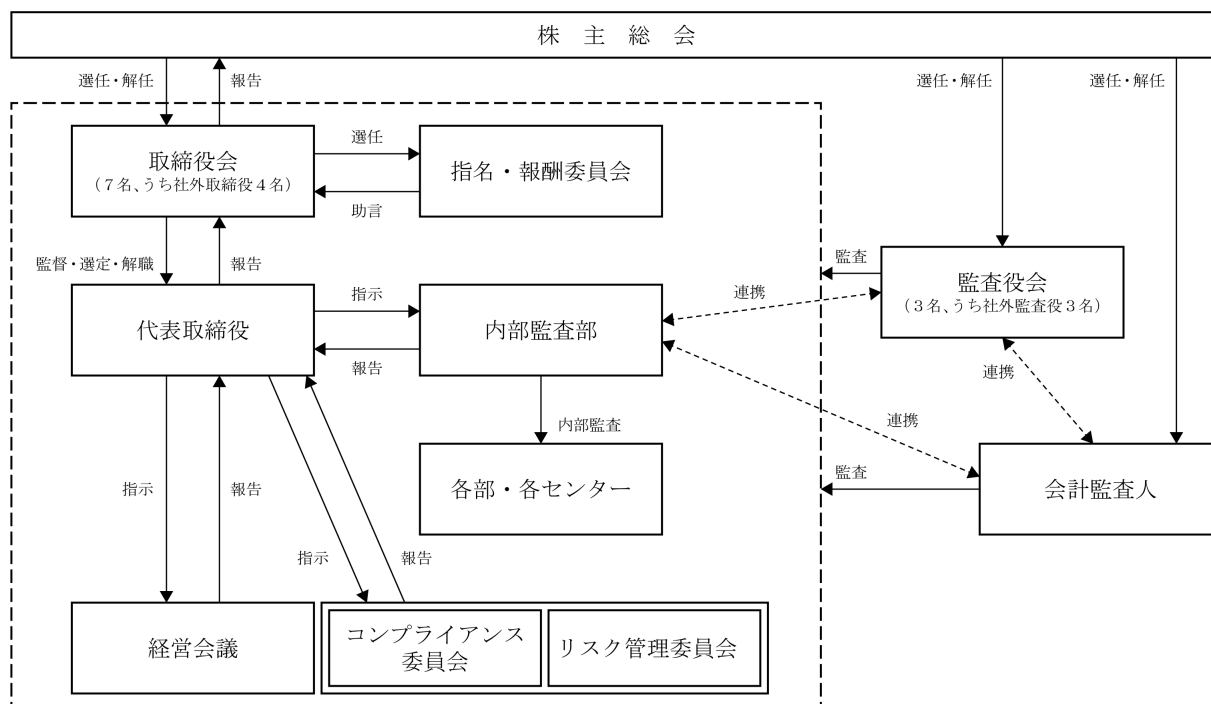 株 主 総 会
選任・解任
報告
選任・解任
選任・解任
取締役会
（７名、うち社外取締役４名）
選任
助言
指名・報酬委員会
監督・選定・解職
報告
監査
監査役会
（３名、うち社外監査役３名）
代表取締役
指示
報告
内部監査部
連携
連携
連携
内部監査
各部・各センター
監査
会計監査人
指示
報告
指示
報告
経営会議
コンプライアンス
委員会
リスク管理委員会